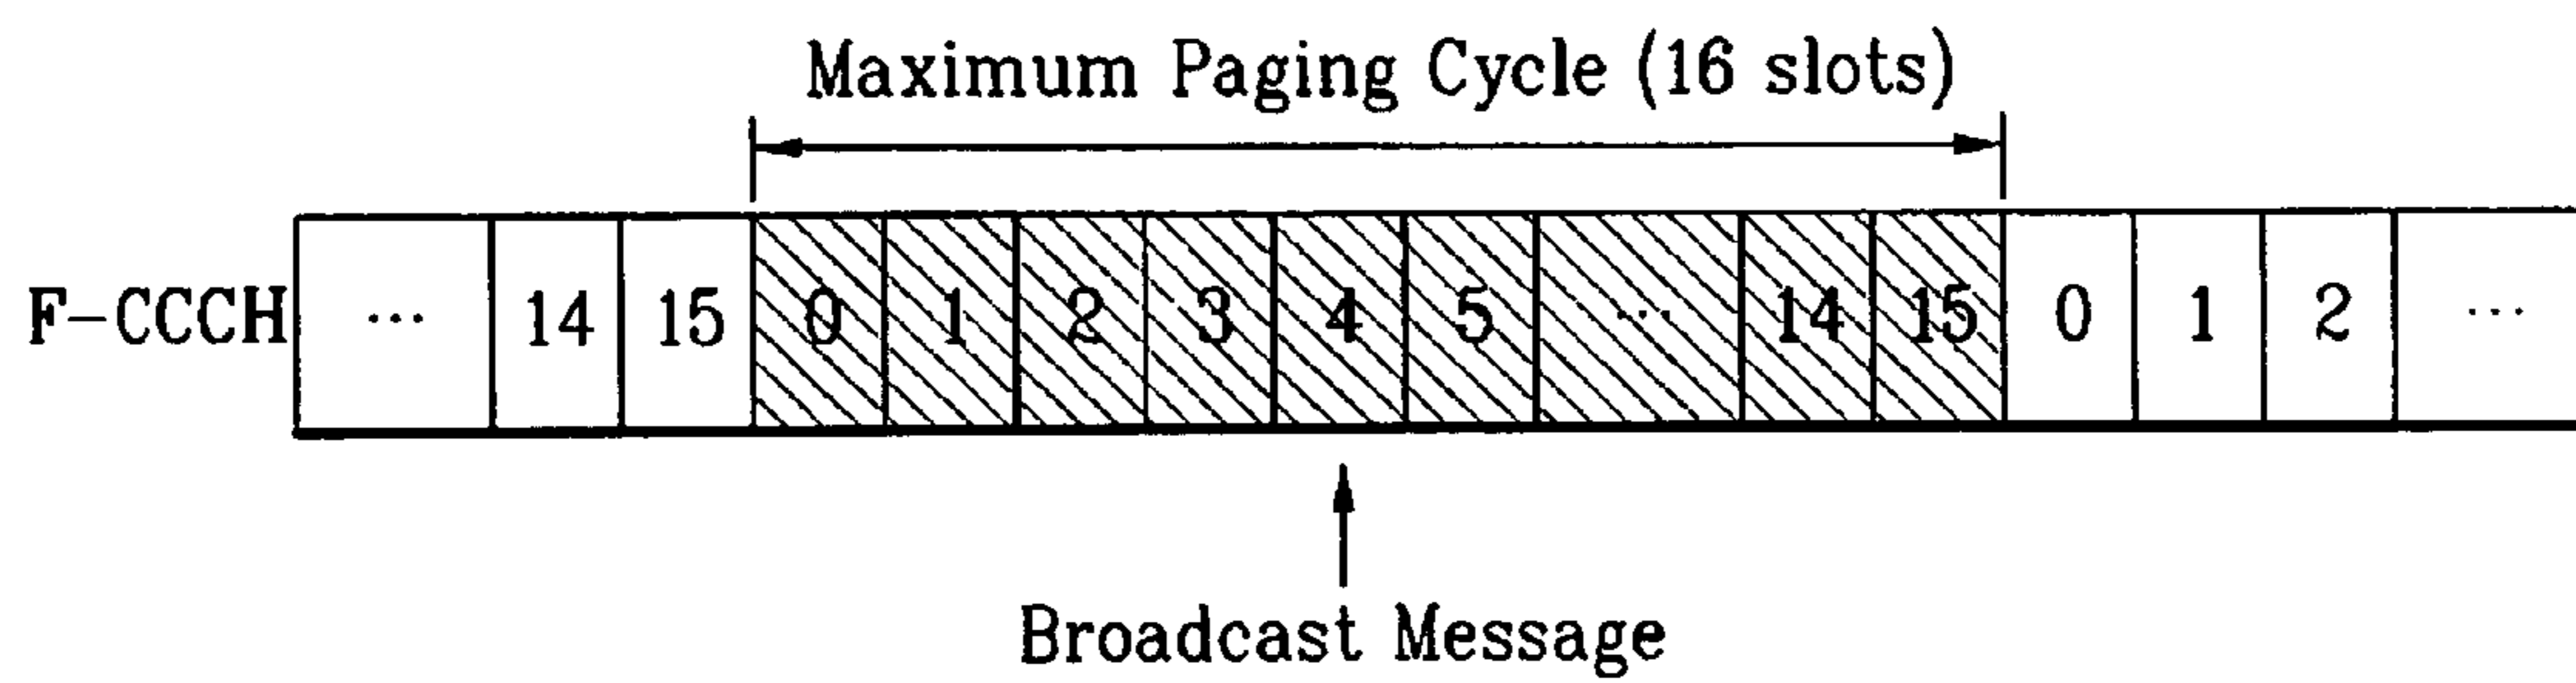 Maximum Paging Cycle (16 slots)
F-CCCH ... 14 15 0 1 2 3 4 5 ... 14 15 0 1 2 ...
Broadcast Message